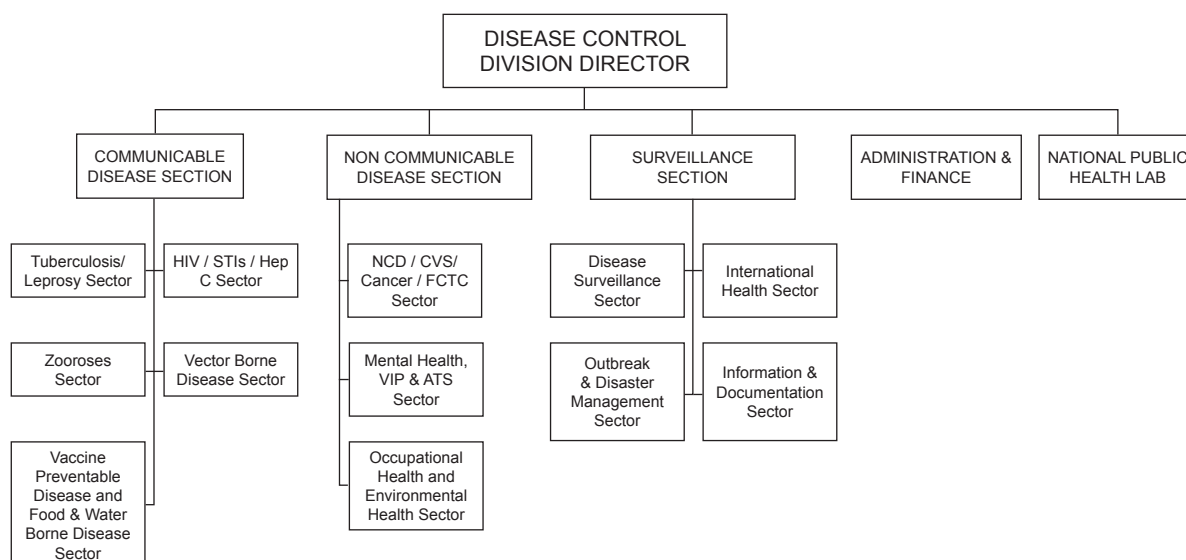 DISEASE CONTROL
DIVISION DIRECTOR
COMMUNICABLE
DISEASE SECTION
NON COMMUNICABLE
DISEASE SECTION
SURVEILLANCE
SECTION
ADMINISTRATION &
FINANCE
NATIONAL PUBLIC
HEALTH LAB
Tuberculosis/
Leprosy Sector
HIV / STIs / Hep
C Sector
NCD / CVS/
Cancer / FCTC
Sector
Disease
Surveillance
Sector
International
Health Sector
Zooroses
Sector
Vector Borne
Disease Sector
Mental Health,
VIP & ATS
Sector
Outbreak
& Disaster
Management
Sector
Information &
Documentation
Sector
Vaccine
Preventable
Disease and
Food & Water
Borne Disease
Sector
Occupational
Health and
Environmental
Health Sector